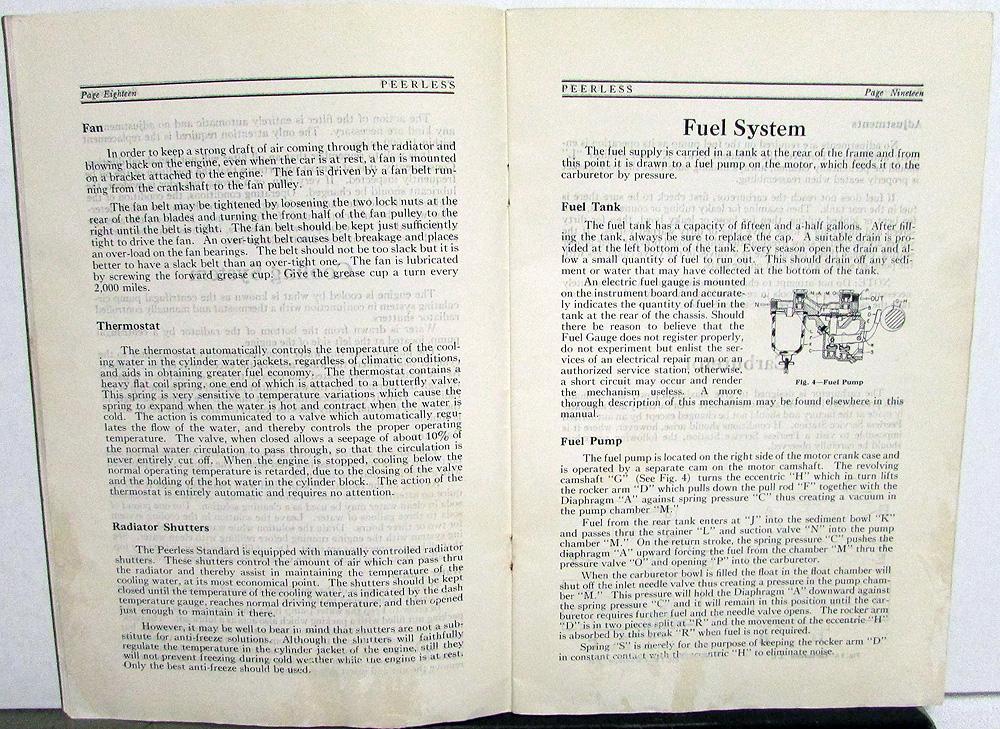 Page Eighteen PEERLESS
Fan
In order to keep a strong draft of air coming through the radiator and
blowing back on the engine, even when the car is at rest, a fan is mounted
on a bracket attached to the engine. The fan is driven by a fan belt run-
ning from the crankshaft to the fan pulley.
The fan belt may be tightened by loosening the two lock nuts at the
rear of the fan blades and turning the front half of the fan pulley to the
right until the belt is tight. The fan belt should be kept just sufficiently
tight to drive the fan. An over-tight belt causes belt breakage and places
an over-load on the fan bearings. The belt should not be too slack but it is
better to have a slack belt than an over-tight one. The fan is lubricated
by screwing the forward grease cup. Give the grease cup a turn every
2,000 miles.
Thermostat
The thermostat automatically controls the temperature of the cool-
ing water in the cylinder water jackets, regardless of climatic conditions,
and aids in obtaining greater fuel economy. The thermostat contains a
heavy flat coil spring, one end of which is attached to a butterfly valve.
This spring is very sensitive to temperature variations which cause the
spring to expand when the water is hot and contract when the water is
cold. The action is communicated to a valve which automatically regu-
lates the flow of the water, and thereby controls the proper operating
temperature. The valve, when closed allows a seepage of about 10% of
the normal water circulation to pass through, so that the circulation is
never entirely cut off. When the engine is stopped, cooling below the
normal operating temperature is retarded, due to the closing of the valve
and the holding of the hot water in the cylinder block. The action of the
thermostat is entirely automatic and requires no attention.
Radiator Shutters
The Peerless Standard is equipped with manually controlled radiator
shutters. These shutters control the amount of air which can pass thru
the radiator and thereby assist in maintaining the temperature of the
cooling water, at its most economical point. The shutters should be kept
closed until the temperature of the cooling water, as indicated by the dash
temperature gauge, reaches normal driving temperature, and then opened
just enough to maintain it there.
However, it may be well to bear in mind that shutters are not a sub-
stitute for anti-freeze solutions. Although the shutters will faithfully
regulate the temperature in the cylinder jacket of the engine, still they
will not prevent freezing during cold weather while the engine is at rest.
Only the best anti-freeze should be used.
PEERLESS Page Nineteen
Fuel System
The fuel supply is carried in a tank at the rear of the frame and from
this point it is drawn to a fuel pump on the motor, which feeds it to the
carburetor by pressure.
Fuel Tank
The fuel tank has a capacity of fifteen and a-half gallons. After fill-
ing the tank, always be sure to replace the cap. A suitable drain is pro-
vided at the left bottom of the tank. Every season open the drain and al-
low a small quantity of fuel to run out. This should drain off any sedi-
ment or water that may have collected at the bottom of the tank.
An electric fuel gauge is mounted
on the instrument board and accurate-
ly indicates the quantity of fuel in the
tank at the rear of the chassis. Should
there be reason to believe that the
Fuel Gauge does not register properly,
do not experiment but enlist the ser-
vices of an electrical repair man or an
authorized service station, otherwise,
a short circuit may occur and render
the mechanism useless. A more
thorough description of this mechanism may be found elsewhere in this
manual.
OUT
Fig. 4—Fuel Pump
Fuel Pump
The fuel pump is located on the right side of the motor crank case and
is operated by a separate cam on the motor camshaft. The revolving
camshaft "G" (See Fig. 4) turns the eccentric "H" which in turn lifts
the rocker arm "D" which pulls down the pull rod "F" together with the
Diaphragm "A" against spring pressure "C" thus creating a vacuum in
the pump chamber "M."
Fuel from the rear tank enters at "J" into the sediment bowl "K"
and passes thru the strainer "L" and suction valve "N" into the pump
chamber "M." On the return stroke, the spring pressure "C" pushes the
diaphragm "A" upward forcing the fuel from the chamber "M" thru the
pressure valve "O" and opening "P" into the carburetor.
When the carburetor bowl is filled the float in the float chamber will
shut off the inlet needle valve thus creating a pressure in the pump cham-
ber "M." This pressure will hold the Diaphragm "A" downward against
the spring pressure "C" and it will remain in this position until the car-
buretor requires further fuel and the needle valve opens. The rocker arm
"D" is in two pieces split at "R" and the movement of the eccentric "H"
is absorbed by this break "R" when fuel is not required.
Spring "S" is merely for the purpose of keeping the rocker arm "D"
in constant contact with the eccentric "H" to eliminate noise.